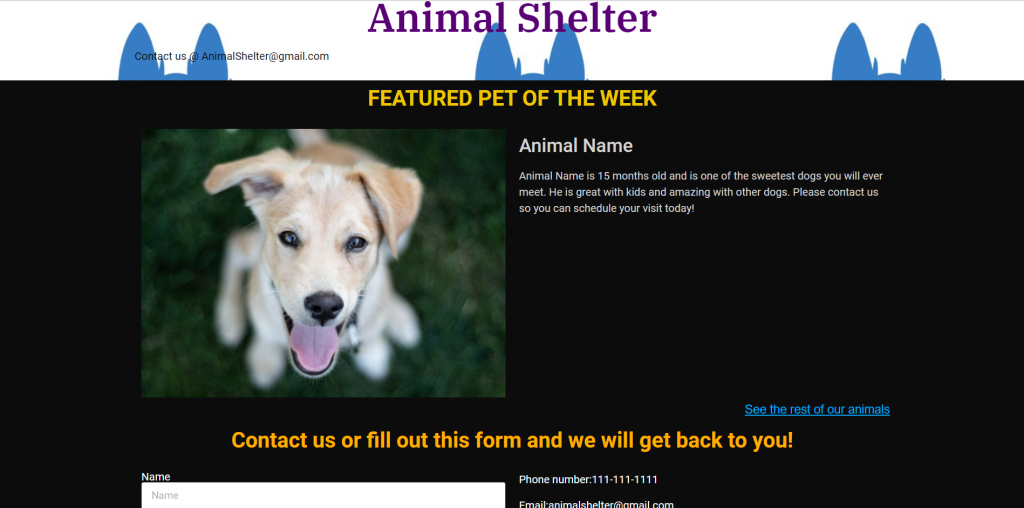 Animal Shelter
Contact us @ AnimalShelter@gmail.com
FEATURED PET OF THE WEEK
Animal Name
Animal Name is 15 months old and is one of the sweetest dogs you will ever
meet. He is great with kids and amazing with other dogs. Please contact us
so you can schedule your visit today!
See the rest of our animals
Contact us or fill out this form and we will get back to you!
Name
Name
Phone number:111-111-1111
Email:animalshelter@gmail.com